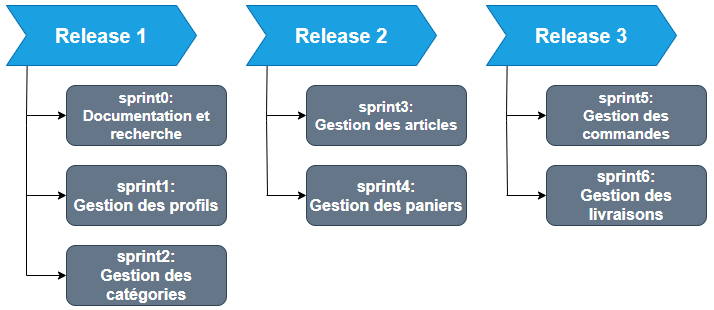 Release 1
sprint0:
Documentation et
recherche
sprint1:
Gestion des profils
sprint2:
Gestion des
catégories
Release 2
sprint3:
Gestion des articles
sprint4:
Gestion des paniers
Release 3
sprint5:
Gestion des
commandes
sprint6:
Gestion des
livraisons